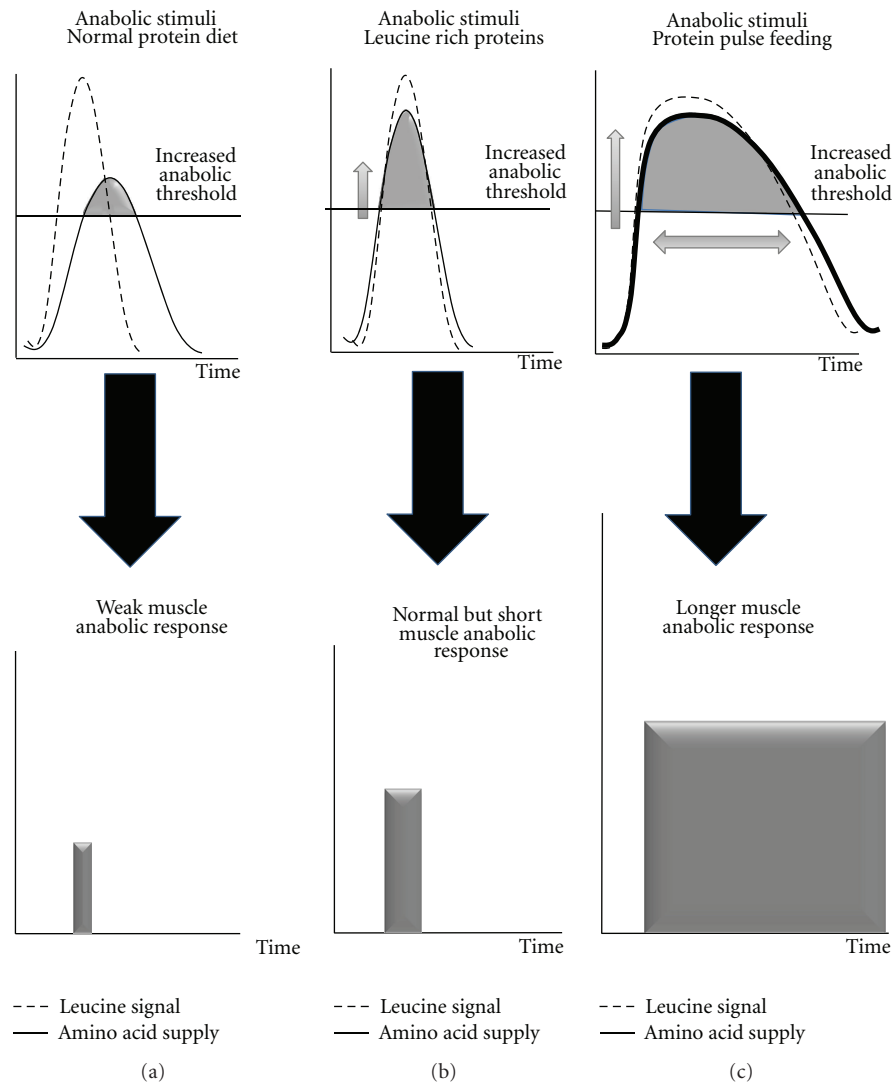 Anabolic stimuli
Normal protein diet
Increased
anabolic
threshold
Time
Weak muscle
anabolic response
Time
Leucine signal
Amino acid supply
(a)
Anabolic stimuli
Leucine rich proteins
Increased
anabolic
threshold
Time
Normal but short
muscle anabolic
response
Time
Leucine signal
Amino acid supply
(b)
Anabolic stimuli
Protein pulse feeding
Increased
anabolic
threshold
Time
Longer muscle
anabolic response
Time
Leucine signal
Amino acid supply
(c)